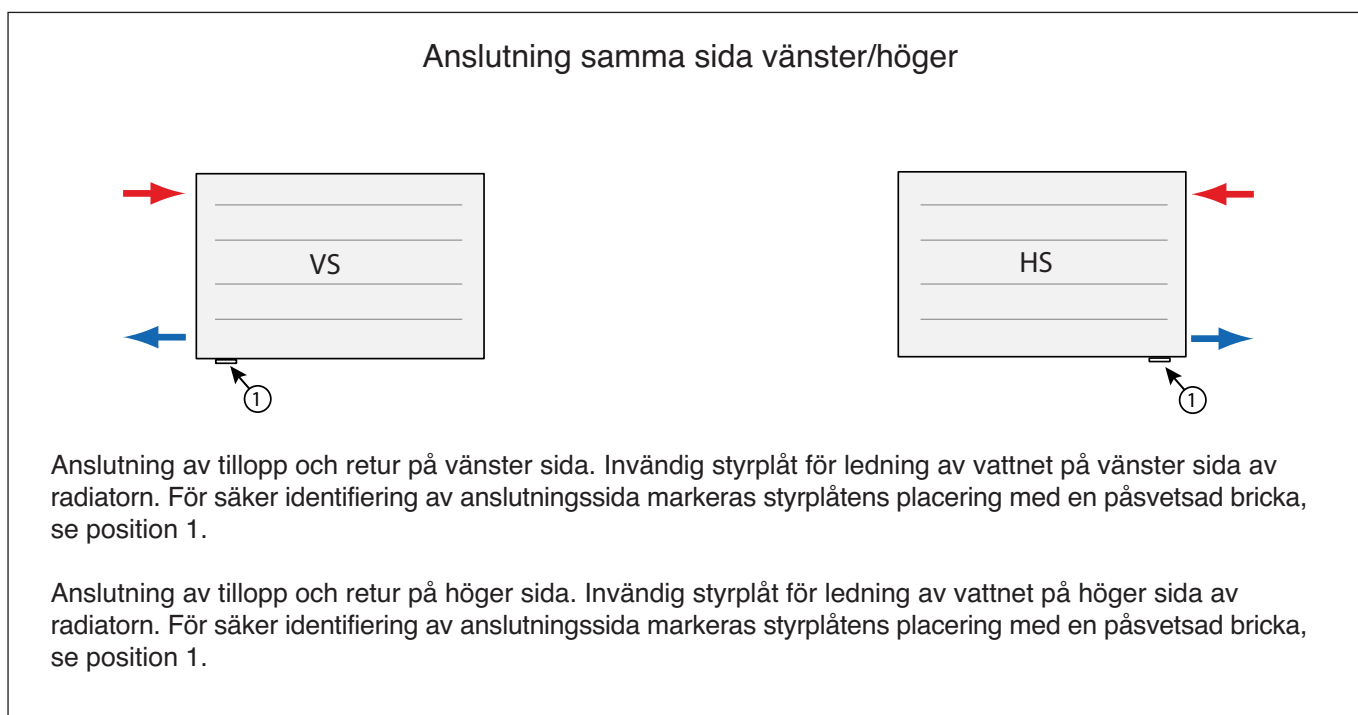 Anslutning samma sida vänster/höger
VS
HS
1
1
Anslutning av tillopp och retur på vänster sida. Invändig styrplåt för ledning av vattnet på vänster sida av
radiatorn. För säker identifiering av anslutningssida markeras styrplåtens placering med en påsvetsad bricka,
se position 1.
Anslutning av tillopp och retur på höger sida. Invändig styrplåt för ledning av vattnet på höger sida av
radiatorn. För säker identifiering av anslutningssida markeras styrplåtens placering med en påsvetsad bricka,
se position 1.